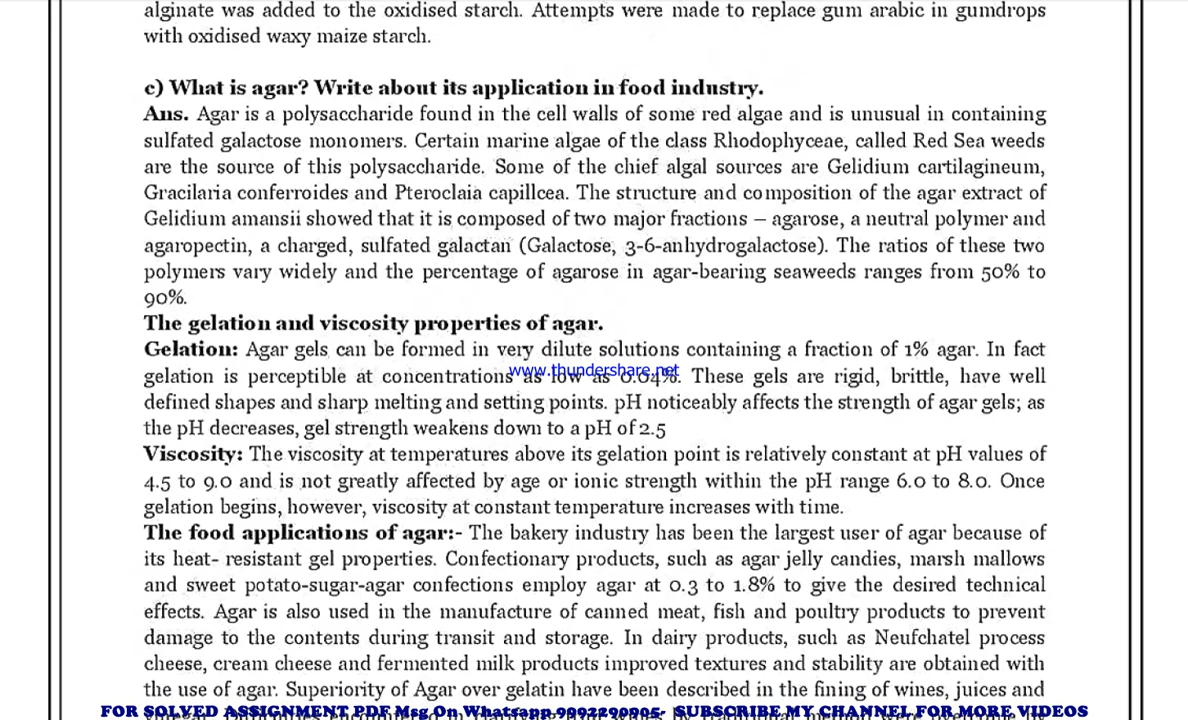 alginate was added to the oxidised starch. Attempts were made to replace gum arabic in gumdrops
with oxidised waxy maize starch.
c) What is agar? Write about its application in food industry.
Ans. Agar is a polysaccharide found in the cell walls of some red algae and is unusual in containing
sulfated galactose monomers. Certain marine algae of the class Rhodophyceae, called Red Sea weeds
are the source of this polysaccharide. Some of the chief algal sources are Gelidium cartilagineum,
Gracilaria conferroides and Pteroclaia capillcea. The structure and composition of the agar extract of
Gelidium amansii showed that it is composed of two major fractions – agarose, a neutral polymer and
agaropectin, a charged, sulfated galactan (Galactose, 3-6-anhydrogalactose). The ratios of these two
polymers vary widely and the percentage of agarose in agar-bearing seaweeds ranges from 50% to
90%.
The gelation and viscosity properties of agar.
Gelation: Agar gels can be formed in very dilute solutions containing a fraction of 1% agar. In fact
gelation is perceptible at concentrations as low as 0.04%. These gels are rigid, brittle, have well
www.thundershare.net
defined shapes and sharp melting and setting points. pH noticeably affects the strength of agar gels; as
the pH decreases, gel strength weakens down to a pH of 2.5
Viscosity: The viscosity at temperatures above its gelation point is relatively constant at pH values of
4.5 to 9.0 and is not greatly affected by age or ionic strength within the pH range 6.0 to 8.0. Once
gelation begins, however, viscosity at constant temperature increases with time.
The food applications of agar:- The bakery industry has been the largest user of agar because of
its heat- resistant gel properties. Confectionary products, such as agar jelly candies, marsh mallows
and sweet potato-sugar-agar confections employ agar at 0.3 to 1.8% to give the desired technical
effects. Agar is also used in the manufacture of canned meat, fish and poultry products to prevent
damage to the contents during transit and storage. In dairy products, such as Neufchatel process
cheese, cream cheese and fermented milk products improved textures and stability are obtained with
the use of agar. Superiority of Agar over gelatin have been described in the fining of wines, juices and
FOR SOLVED ASSIGNMENT PDF Msg On Whatsapp-9992290905- SUBSCRIBE MY CHANNEL FOR MORE VIDEOS